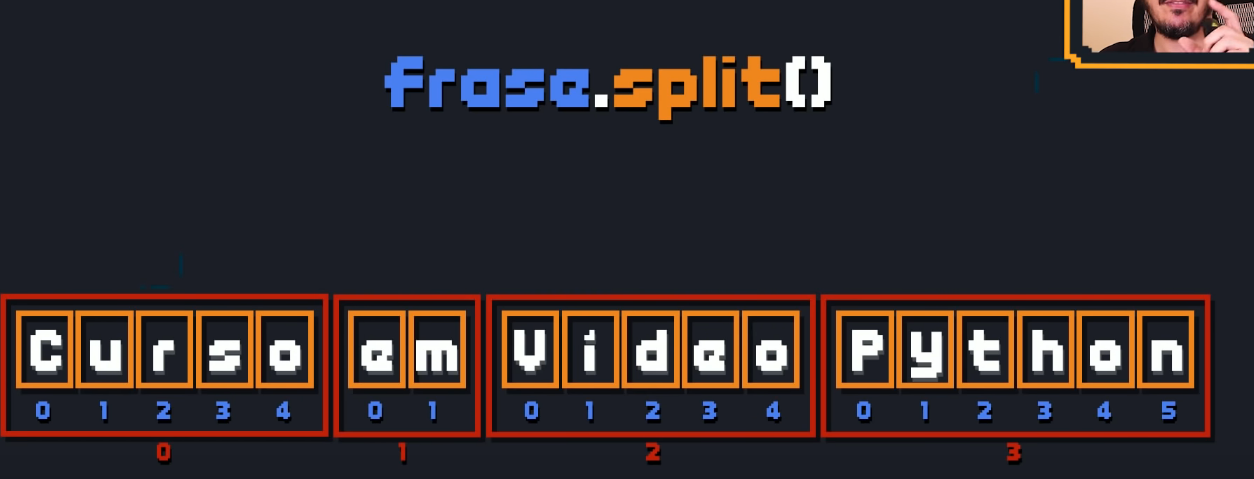 frase.split()
Curso em Video Python
0 1 2 3 4 0 1 0 1 2 3 4 0 1 2 3 4 5
0 1 2 3